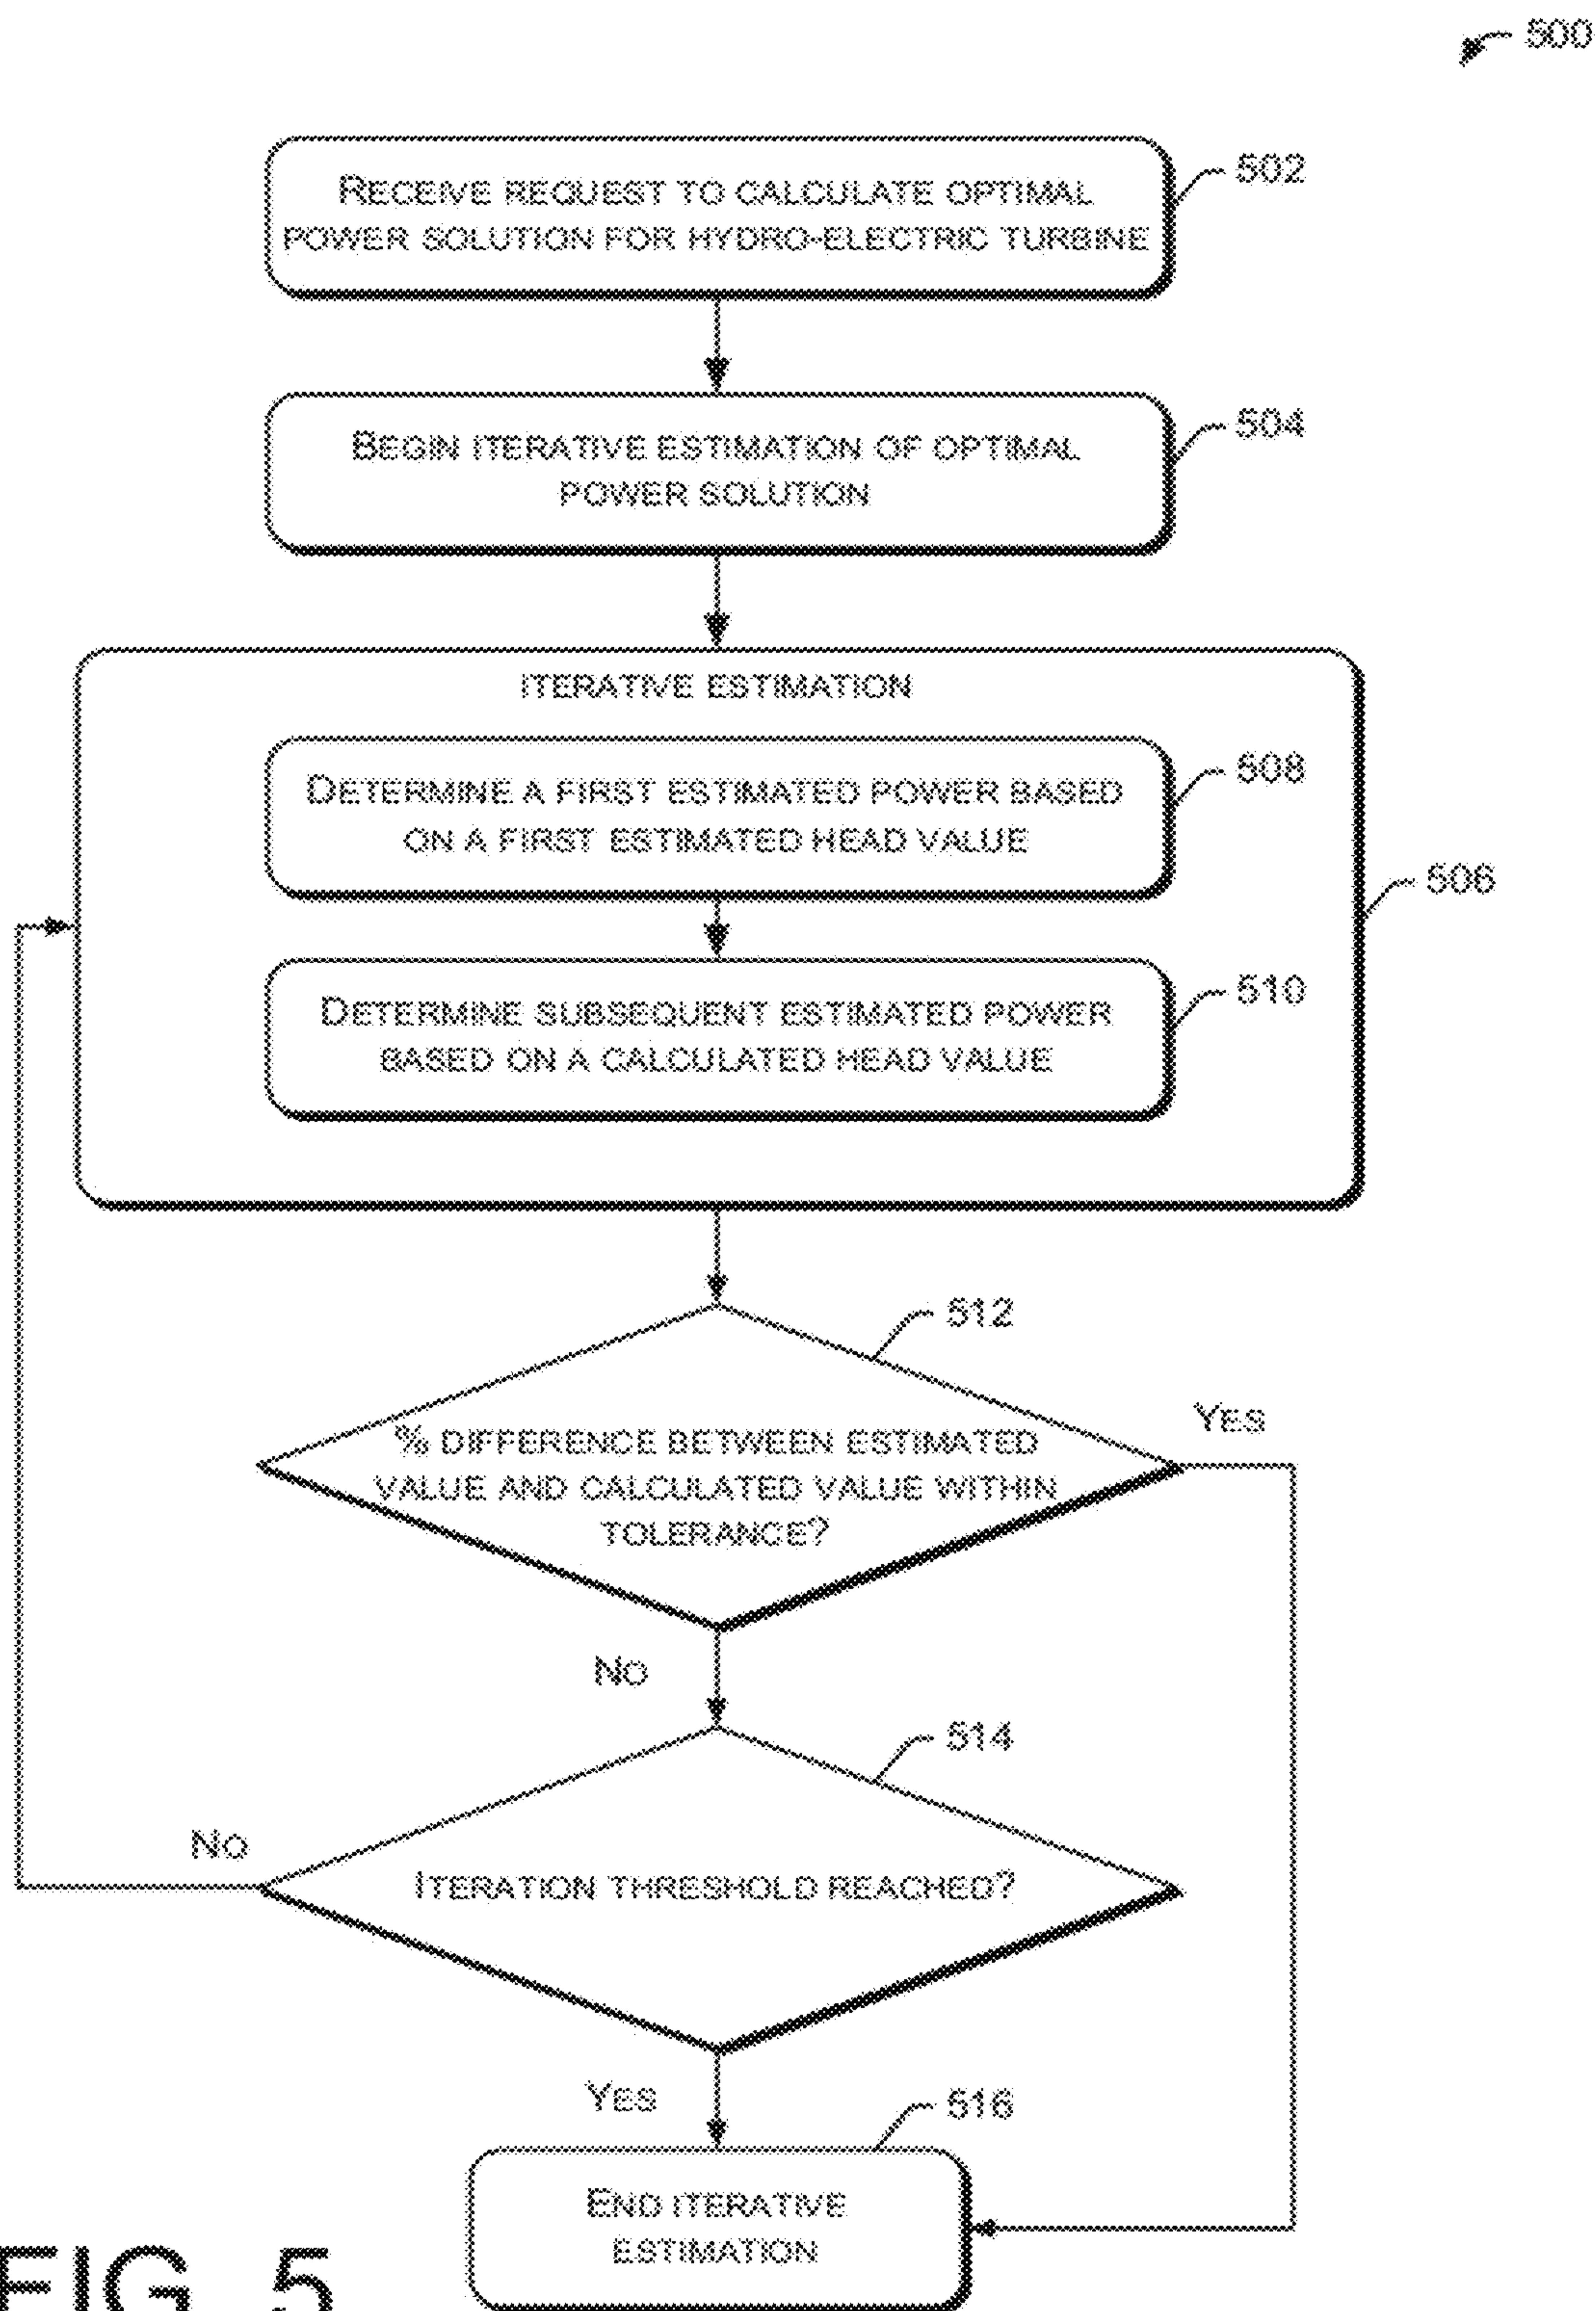 500
RECEIVE REQUEST TO CALCULATE OPTIMAL
POWER SOLUTION FOR HYDRO-ELECTRIC TURBINE
502
BEGIN ITERATIVE ESTIMATION OF OPTIMAL
POWER SOLUTION
504
ITERATIVE ESTIMATION
DETERMINE A FIRST ESTIMATED POWER BASED
ON A FIRST ESTIMATED HEAD VALUE
508
506
DETERMINE SUBSEQUENT ESTIMATED POWER
BASED ON A CALCULATED HEAD VALUE
510
512
% DIFFERENCE BETWEEN ESTIMATED
VALUE AND CALCULATED VALUE WITHIN
TOLERANCE?
YES
NO
514
NO
ITERATION THRESHOLD REACHED?
YES
516
END ITERATIVE
ESTIMATION
FIG. 5